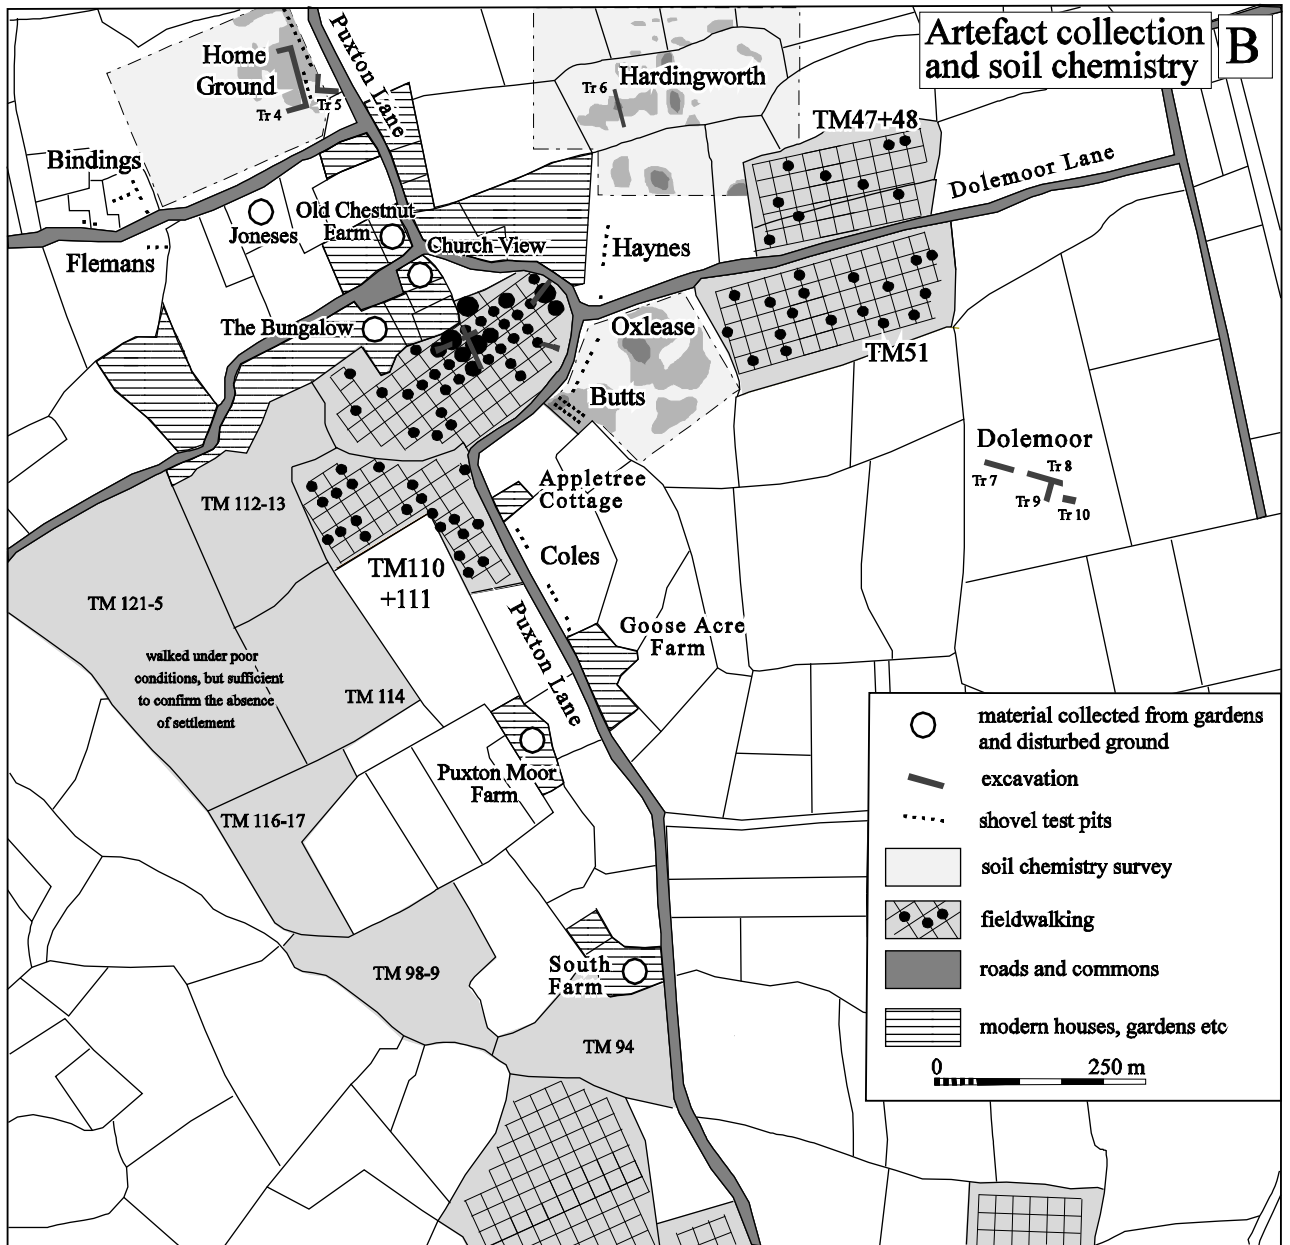 Artefact collection
and soil chemistry
B
Home
Ground
Tr 4
Tr 5
Puxton Lane
Hardingworth
Tr 6
TM47+48
Dolemoor Lane
Bindings
Joneses
Old Chestnut
Farm
Church View
Haynes
Flemans
The Bungalow
Oxlease
TM51
Butts
Dolemoor
Tr 7
Tr 8
Tr 9
Tr 10
Appletree
Cottage
TM 112-13
Coles
TM110
+111
TM 121-5
Puxton Lane
Goose Acre
Farm
walked under poor
conditions, but sufficient
to confirm the absence
of settlement
TM 114
Puxton Moor
Farm
TM 116-17
TM 98-9
South
Farm
TM 94
material collected from gardens
and disturbed ground
excavation
shovel test pits
soil chemistry survey
fieldwalking
roads and commons
modern houses, gardens etc
0 250 m